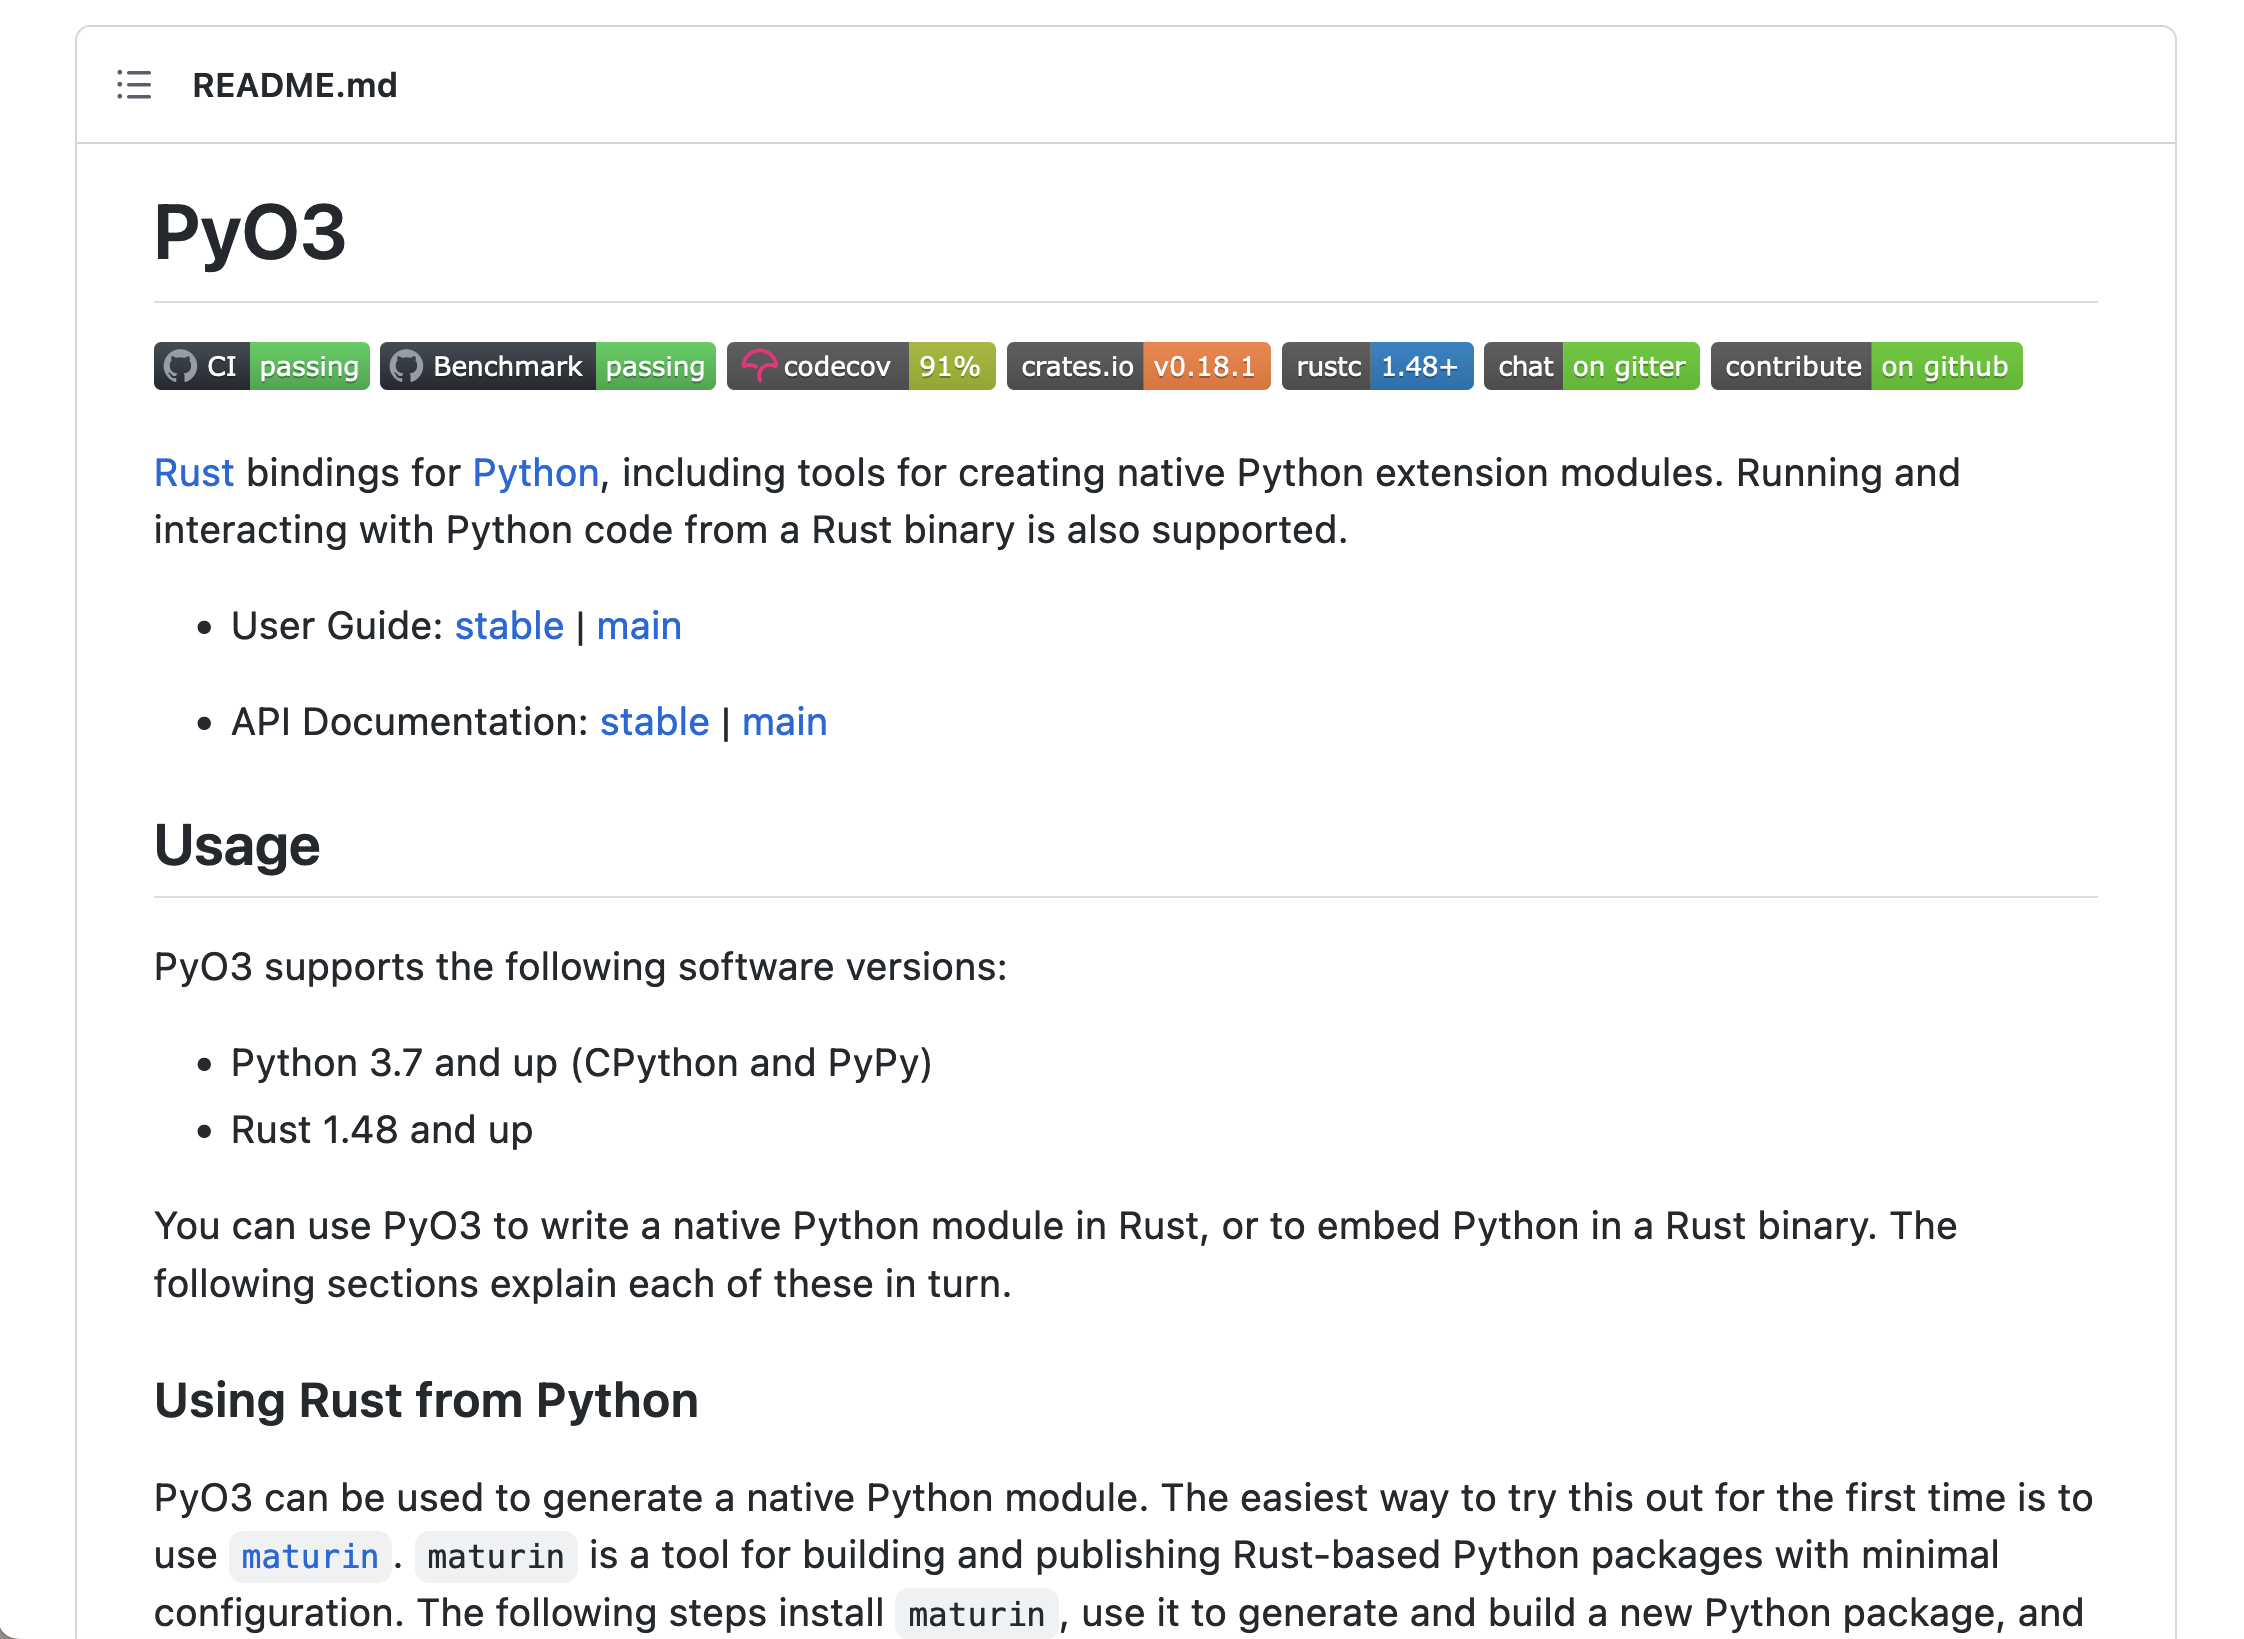 README.md
PyO3
CI passing Benchmark passing codecov 91% crates.io v0.18.1 rustc 1.48+ chat on gitter contribute on github
Rust bindings for Python, including tools for creating native Python extension modules. Running and
interacting with Python code from a Rust binary is also supported.
• User Guide: stable | main
• API Documentation: stable | main
Usage
PyO3 supports the following software versions:
• Python 3.7 and up (CPython and PyPy)
• Rust 1.48 and up
You can use PyO3 to write a native Python module in Rust, or to embed Python in a Rust binary. The
following sections explain each of these in turn.
Using Rust from Python
PyO3 can be used to generate a native Python module. The easiest way to try this out for the first time is to
use maturin. maturin is a tool for building and publishing Rust-based Python packages with minimal
configuration. The following steps install maturin, use it to generate and build a new Python package, and